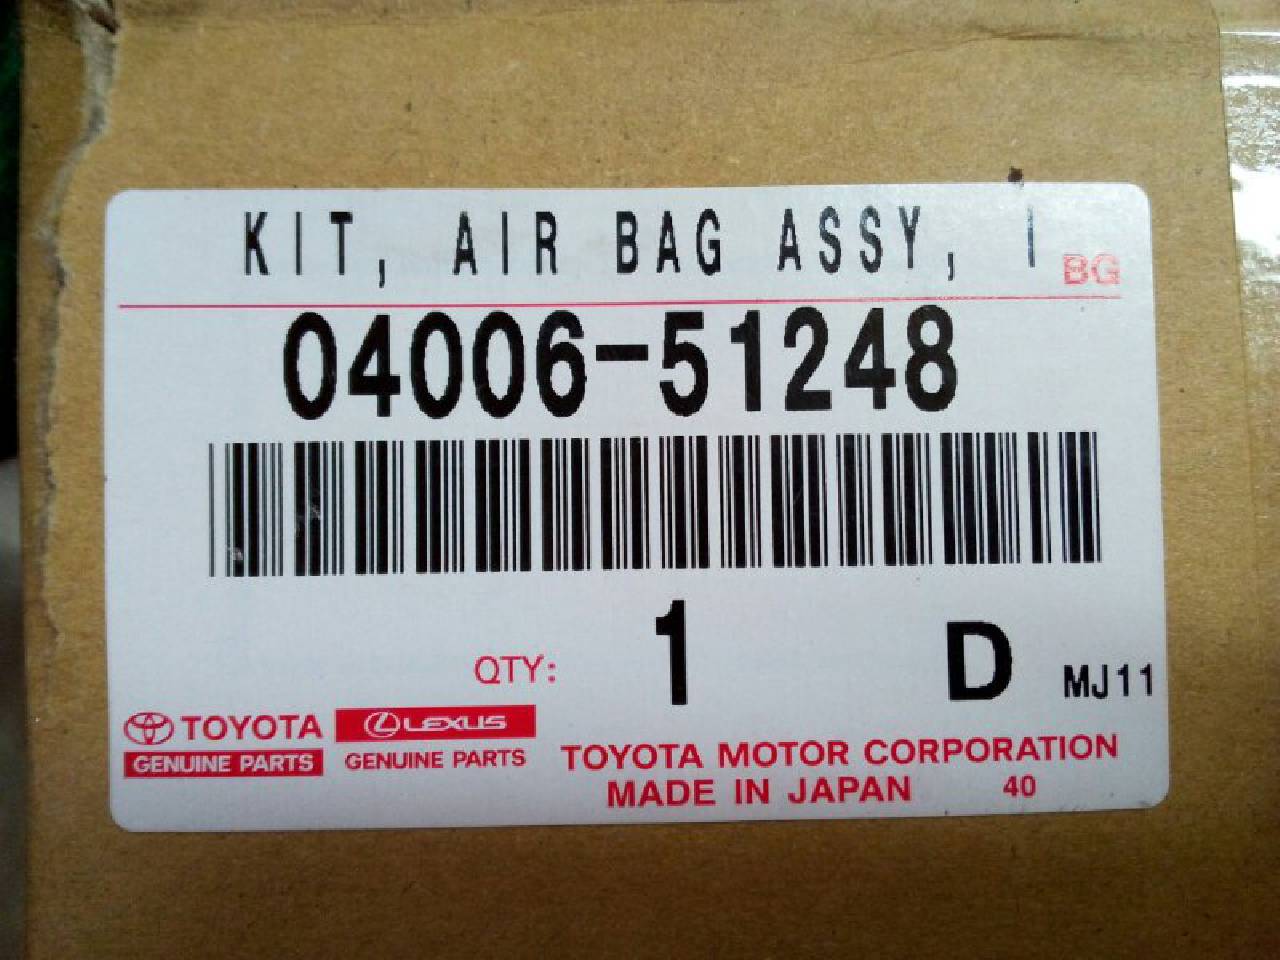 KIT, AIR BAG ASSY, I
BG
04006-51248
QTY: 1 D MJ11
TOYOTA
GENUINE PARTS
LEXUS
GENUINE PARTS
TOYOTA MOTOR CORPORATION
MADE IN JAPAN 40